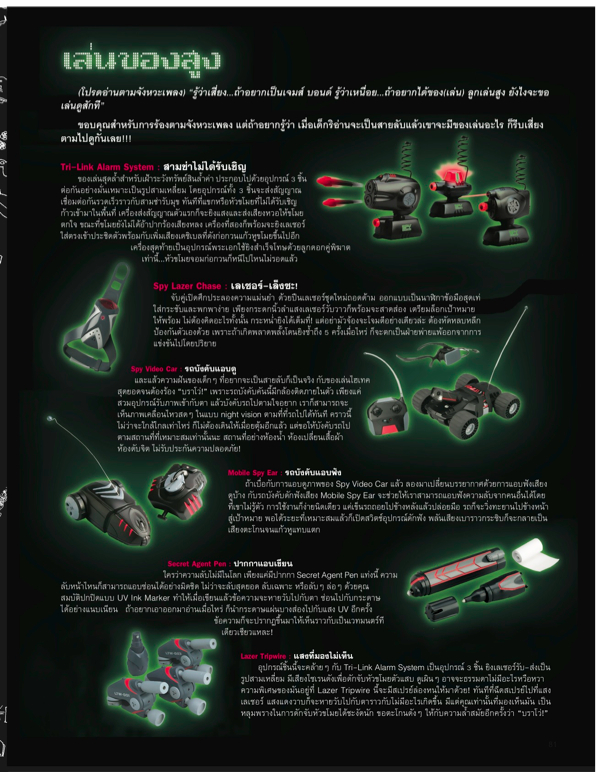 เล่นของสูง
(โปรดอ่านตามจังหวะเพลง) "รู้ว่าเสี่ยง...ถ้าอยากเป็นเจมส์ บอนด์ รู้ว่าเหนื่อย...ถ้าอยากได้ของ(เล่น) ลูกเล่นสูง ยังไงจะขอ
เล่นดูสักที"
ขอบคุณสำหรับการร้องตามจังหวะเพลง แต่ถ้าอยากรู้ว่า เมื่อเด็กริอ่านจะเป็นสายลับแล้วเขาจะมีของเล่นอะไร ก็รีบเสี่ยง
ตามไปดูกันเลย!!!
Tri-Link Alarm System : สามขาไม่ได้รับเชิญ
ของเล่นสุดล้ำสำหรับเฝ้าระวังทรัพย์สินล้ำค่า ประกอบไปด้วยอุปกรณ์ 3 ชิ้น
ต่อกันอย่างมั่นเหมาะเป็นรูปสามเหลี่ยม โดยอุปกรณ์ทั้ง 3 ชิ้นจะส่งสัญญาณ
เชื่อมต่อกันรวดเร็วราวกับสามซ่ารับมุข ทันทีที่แขกหรือหัวขโมยที่ไม่ได้รับเชิญ
ก้าวเข้ามาในพื้นที่ เครื่องส่งสัญญาณตัวแรกก็จะยิงแสงและส่งเสียงหวอให้ขโมย
ตกใจ ขณะที่ขโมยยังไม่ได้อ้าปากร้องเสียงหลง เครื่องที่สองก็พร้อมจะยิงเลเซอร์
ใส่ตรงเข้าประชิดตัวพร้อมกับเพิ่มเสียงเดซิเบลที่ดังก่อกวนแก้วหูขโมยขึ้นไปอีก
เครื่องสุดท้ายเป็นอุปกรณ์พระเอกใช้ยิงสำเร็จโทษด้วยลูกดอกคู่พิฆาต
เท่านี้...หัวขโมยจอมก่อกวนก็หนีไปไหนไม่รอดแล้ว
Spy Lazer Chase : เลเซอร์-เล็งซะ!
จับคู่เปิดศึกประลองความแม่นยำ ด้วยปืนเลเซอร์ชุดใหม่ถอดด้าม ออกแบบเป็นนาฬิกาข้อมือสุดเท่
ใส่กระชับและพกพาง่าย เพียงกระดกนิ้วลำแสงเลเซอร์วับวาวก็พร้อมจะสาดส่อง เตรียมล็อกเป้าหมาย
ให้พร้อม ไม่ต้องคิดอะไรทั้งนั้น กระหน่ำยิงได้เต็มที่! แต่อย่ามัวจ้องจะโจมตีอย่างเดียวล่ะ ต้องหัดหลบหลีก
ป้องกันตัวเองด้วย เพราะถ้าเกิดพลาดพลั้งโดนยิงซ้ำถึง 5 ครั้งเมื่อไหร่ ก็จะตกเป็นฝ่ายพ่ายแพ้ออกจากการ
แข่งขันไปโดยปริยาย
Spy Video Car : รถบังคับแอบดู
และแล้วความฝันของเด็กๆ ที่อยากจะเป็นสายลับก็เป็นจริง กับของเล่นไฮเทค
สุดยอดจนต้องร้อง "บราโว่!" เพราะรถบังคับคันนี้มีกล้องติดภายในตัว เพียงแค่
สวมอุปกรณ์รับภาพเข้ากับตา แล้วบังคับรถไปตามใจอยาก เราก็สามารถจะ
เห็นภาพเคลื่อนไหวสดๆ ในแบบ night vision ตามที่ที่รถไปได้ทันที คราวนี้
ไม่ว่าจะใกล้ไกลเท่าไหร่ ก็ไม่ต้องเดินให้เมื่อยตุ้มอีกแล้ว แต่รอให้บังคับรถไป
ตามสถานที่ที่เหมาะสมเท่านั้นนะ สถานที่อย่างห้องน้ำ ห้องเปลี่ยนเสื้อผ้า
ห้องดับจิต ไม่รับประกันความปลอดภัย!
Mobile Spy Ear : รถบังคับแอบฟัง
ถ้าเบื่อกับการแอบดูภาพของ Spy Video Car แล้ว ลองมาเปลี่ยนบรรยากาศด้วยการแอบฟังเสียง
ดูบ้าง กับรถบังคับดักฟังเสียง Mobile Spy Ear จะช่วยให้เราสามารถแอบฟังความลับจากคนอื่นได้โดย
ที่เขาไม่รู้ตัว การใช้งานก็ง่ายนิดเดียว แค่เข็นรถถอยไปข้างหลังแล้วปล่อยมือ รถก็จะวิ่งทะยานไปข้างหน้า
สู่เป้าหมาย พอได้ระยะที่เหมาะสมแล้วก็เปิดสวิตช์อุปกรณ์ดักฟัง พลันเสียงเบาราวกระซิบก็จะกลายเป็น
เสียงตะโกนจนแก้วหูแทบแตก
Secret Agent Pen : ปากกาแอบเขียน
ใครว่าความลับไม่มีในโลก เพียงแค่มีปากกา Secret Agent Pen แท่งนี้ ความ
ลับหน้าไหนก็สามารถแอบซ่อนได้อย่างมิดชิด ไม่ว่าจะลับสุดยอด ลับเฉพาะ หรือลับๆ ล่อๆ ด้วยคุณ
สมบัติปกปิดแบบ UV Ink Marker ทำให้เมื่อเขียนแล้วข้อความจะหายวับไปกับตา ซ่อนไปกับกระดาษ
ได้อย่างแนบเนียน ถ้าอยากเอาออกมาอ่านเมื่อไหร่ ก็นำกระดาษแผ่นบางส่องไปกับแสง UV อีกครั้ง
ข้อความก็จะปรากฏขึ้นมาให้เห็นราวกับเป็นเวทมนตร์ที
เดียวเชียวแหละ!
Lazer Tripwire : แสงที่มองไม่เห็น
อุปกรณ์ชิ้นนี้จะคล้ายๆ กับ Tri-Link Alarm System เป็นอุปกรณ์ 3 ชิ้น ยิงเลเซอร์รับ-ส่งเป็น
รูปสามเหลี่ยม มีเสียงไซเรนดังเพื่อดักจับหัวขโมยตัวแสบ ดูเผินๆ อาจจะธรรมดาไม่มีอะไรหวือหวา
ความพิเศษของมันอยู่ที่ Lazer Tripwire นี้จะมีสเปรย์ล่องหนให้มาด้วย! ทันทีที่ฉีดสเปรย์ไปที่แสง
เลเซอร์ แสงแดงวาบก็จะหายวับไปกับตาราวกับไม่มีอะไรเกิดขึ้น มีแต่คุณเท่านั้นที่มองเห็นมัน เป็น
หลุมพรางในการดักจับหัวขโมยได้ชะงัดนัก ขอตะโกนดังๆ ให้กับความล้ำสมัยอีกครั้งว่า "บราโว่!"